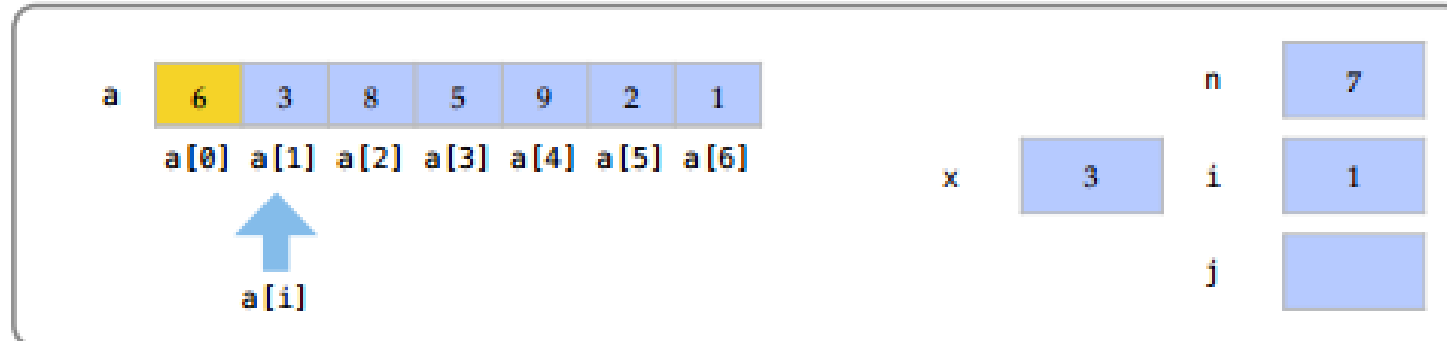 n 7
a 6 3 8 5 9 2 1
a[0] a[1] a[2] a[3] a[4] a[5] a[6]
x 3 i 1
j
a[i]